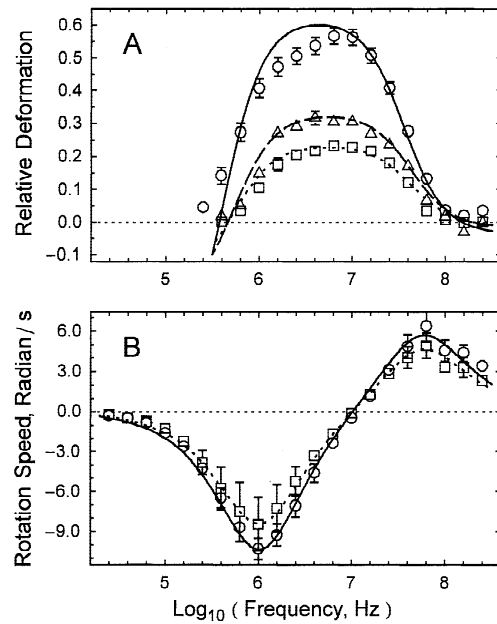 A
Relative Deformation
0.6
0.5
0.4
0.3
0.2
0.1
0.0
−0.1
5 6 7 8
B
Rotation Speed, Radian / s
6.0
3.0
0.0
−3.0
−6.0
−9.0
5 6 7 8
Log10 ( Frequency, Hz )